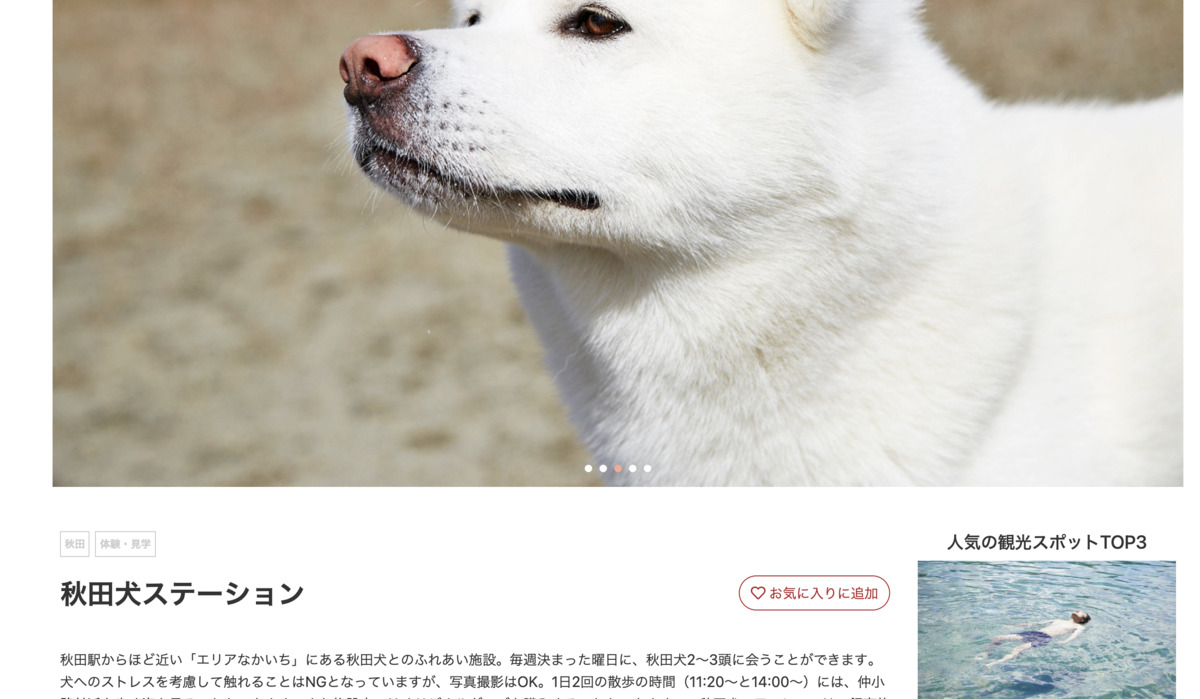 秋田 体験・見学
人気の観光スポットTOP3
秋田犬ステーション
お気に入りに追加
秋田駅からほど近い「エリアなかいち」にある秋田犬とのふれあい施設。毎週決まった曜日に、秋田犬2〜3頭に会うことができます。
犬へのストレスを考慮して触れることはNGとなっていますが、写真撮影はOK。1日2回の散歩の時間（11:20〜と14:00〜）には、仲小